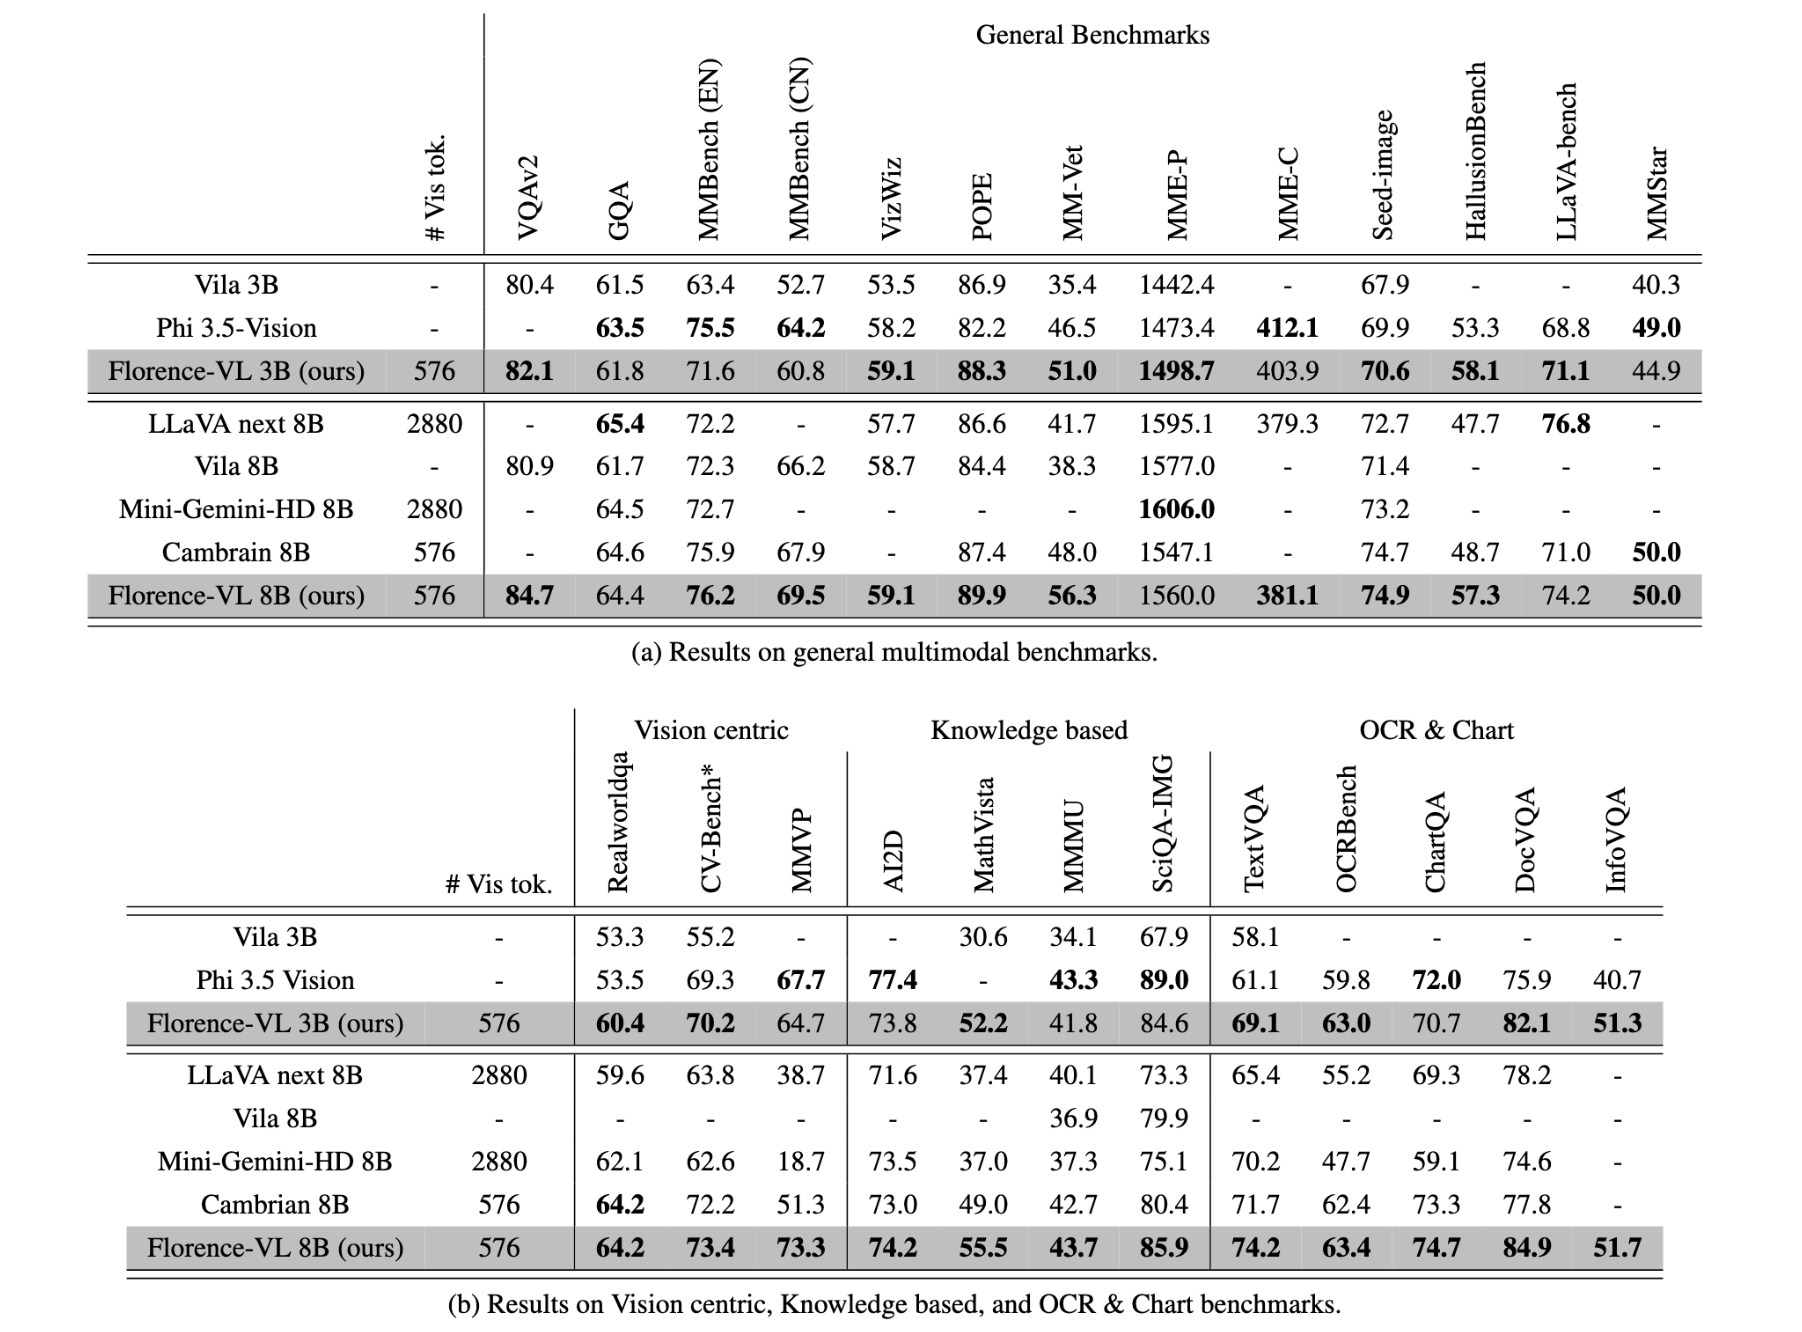 General Benchmarks
# Vis tok. VQAv2 GQA MMBench (EN) MMBench (CN) VizWiz POPE MM-Vet MME-P MME-C Seed-image HallusionBench LLaVA-bench MMStar
Vila 3B - 80.4 61.5 63.4 52.7 53.5 86.9 35.4 1442.4 - 67.9 - - 40.3
Phi 3.5-Vision - - 63.5 75.5 64.2 58.2 82.2 46.5 1473.4 412.1 69.9 53.3 68.8 49.0
Florence-VL 3B (ours) 576 82.1 61.8 71.6 60.8 59.1 88.3 51.0 1498.7 403.9 70.6 58.1 71.1 44.9
LLaVA next 8B 2880 - 65.4 72.2 - 57.7 86.6 41.7 1595.1 379.3 72.7 47.7 76.8 -
Vila 8B - 80.9 61.7 72.3 66.2 58.7 84.4 38.3 1577.0 - 71.4 - - -
Mini-Gemini-HD 8B 2880 - 64.5 72.7 - - - - 1606.0 - 73.2 - - -
Cambrain 8B 576 - 64.6 75.9 67.9 - 87.4 48.0 1547.1 - 74.7 48.7 71.0 50.0
Florence-VL 8B (ours) 576 84.7 64.4 76.2 69.5 59.1 89.9 56.3 1560.0 381.1 74.9 57.3 74.2 50.0
(a) Results on general multimodal benchmarks.
Vision centric Knowledge based OCR & Chart
# Vis tok. Realworldqa CV-Bench* MMVP AI2D MathVista MMMU SciQA-IMG TextVQA OCRBench ChartQA DocVQA InfoVQA
Vila 3B - 53.3 55.2 - - 30.6 34.1 67.9 58.1 - - - -
Phi 3.5 Vision - 53.5 69.3 67.7 77.4 - 43.3 89.0 61.1 59.8 72.0 75.9 40.7
Florence-VL 3B (ours) 576 60.4 70.2 64.7 73.8 52.2 41.8 84.6 69.1 63.0 70.7 82.1 51.3
LLaVA next 8B 2880 59.6 63.8 38.7 71.6 37.4 40.1 73.3 65.4 55.2 69.3 78.2 -
Vila 8B - - - - - - 36.9 79.9 - - - - -
Mini-Gemini-HD 8B 2880 62.1 62.6 18.7 73.5 37.0 37.3 75.1 70.2 47.7 59.1 74.6 -
Cambrian 8B 576 64.2 72.2 51.3 73.0 49.0 42.7 80.4 71.7 62.4 73.3 77.8 -
Florence-VL 8B (ours) 576 64.2 73.4 73.3 74.2 55.5 43.7 85.9 74.2 63.4 74.7 84.9 51.7
(b) Results on Vision centric, Knowledge based, and OCR & Chart benchmarks.